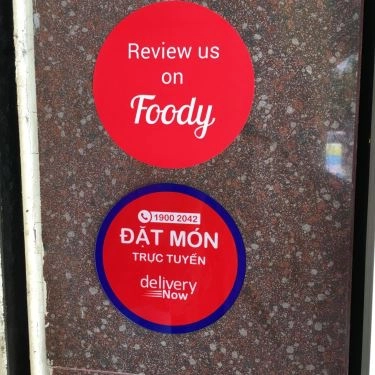 Review us
on
Foody
1900 2042
ĐẶT MÓN
TRỰC TUYẾN
delivery
Now